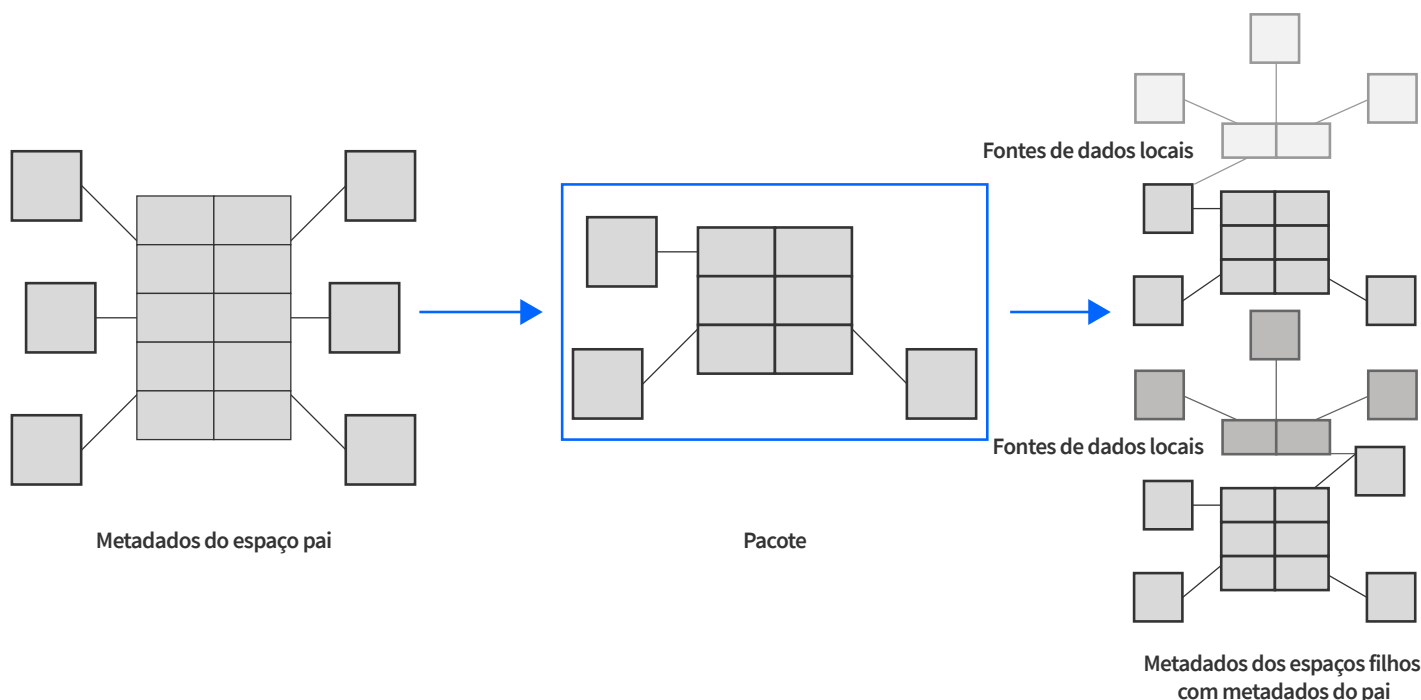 Fontes de dados locais
Fontes de dados locais
Metadados do espaço pai
Pacote
Metadados dos espaços filhos
com metadados do pai